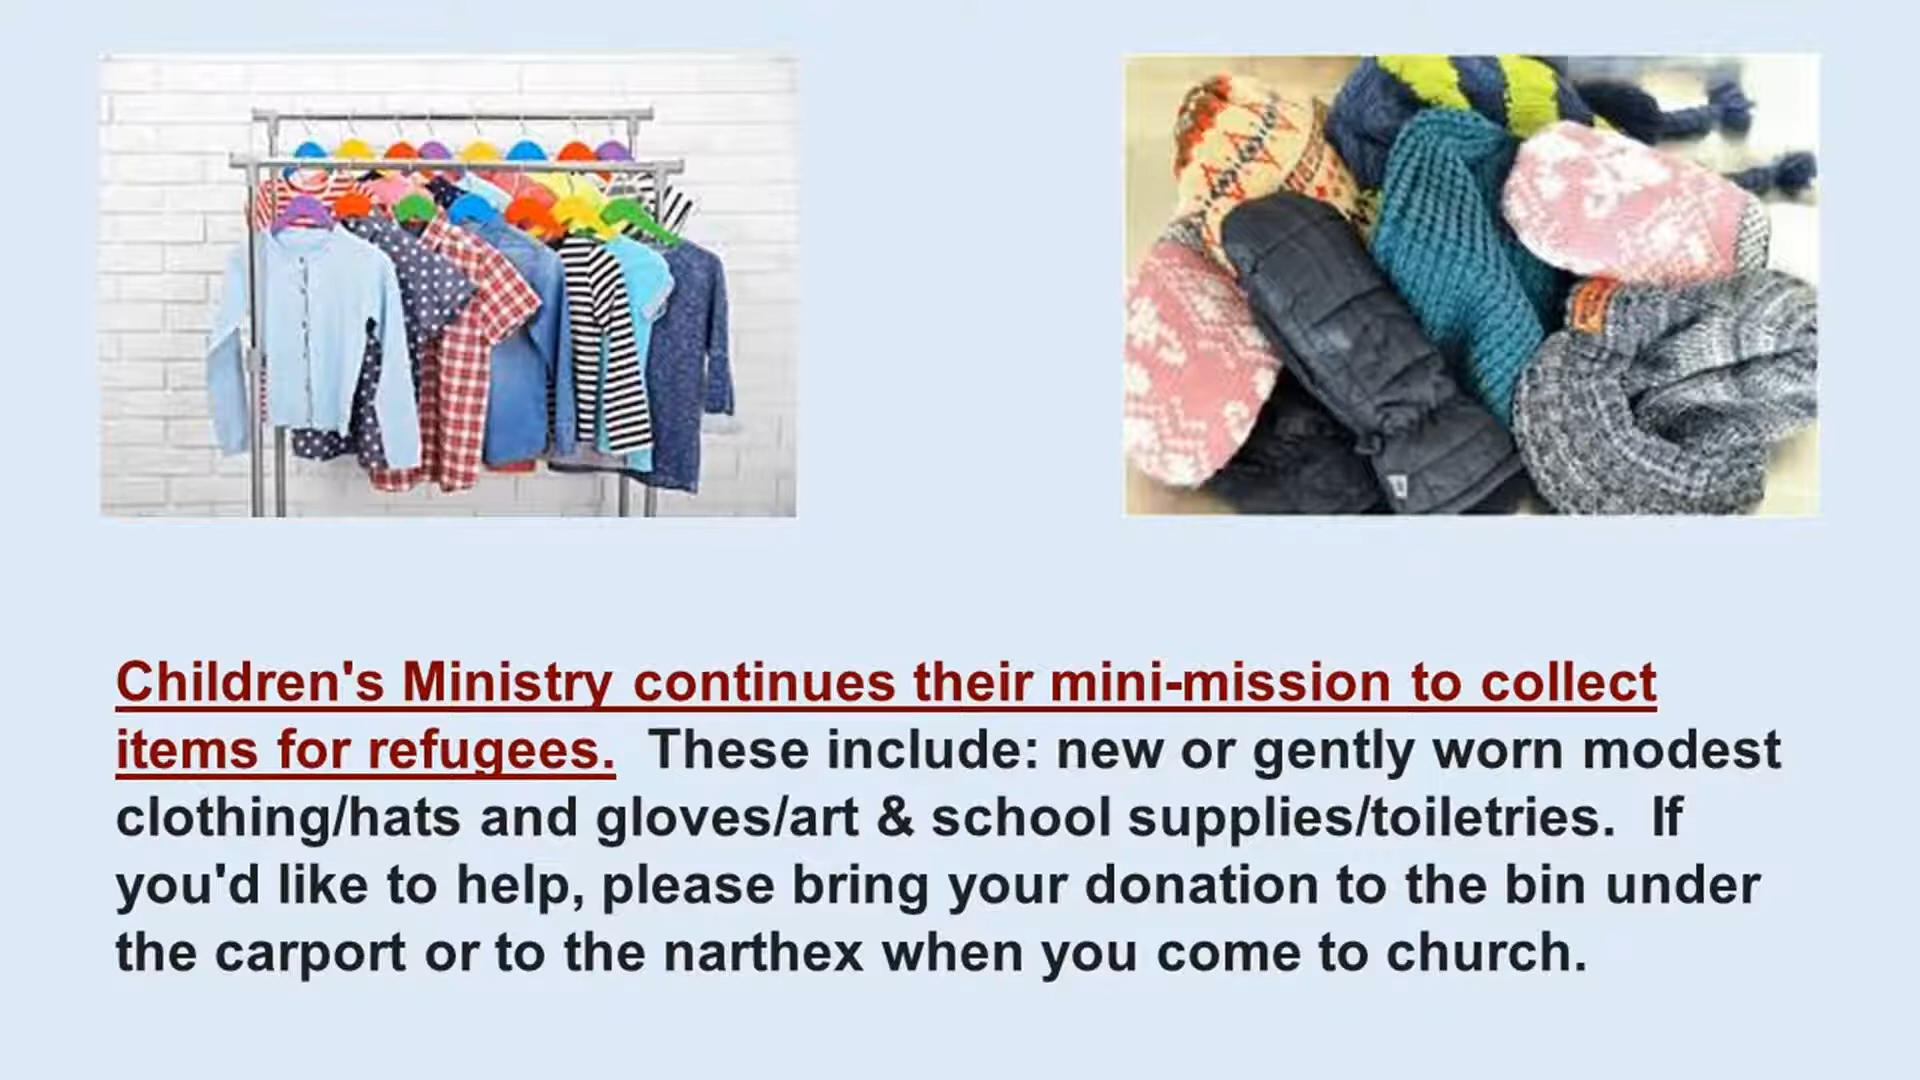 Children's Ministry continues their mini-mission to collect
items for refugees.  These include: new or gently worn modest
clothing/hats and gloves/art & school supplies/toiletries.  If
you'd like to help, please bring your donation to the bin under
the carport or to the narthex when you come to church.